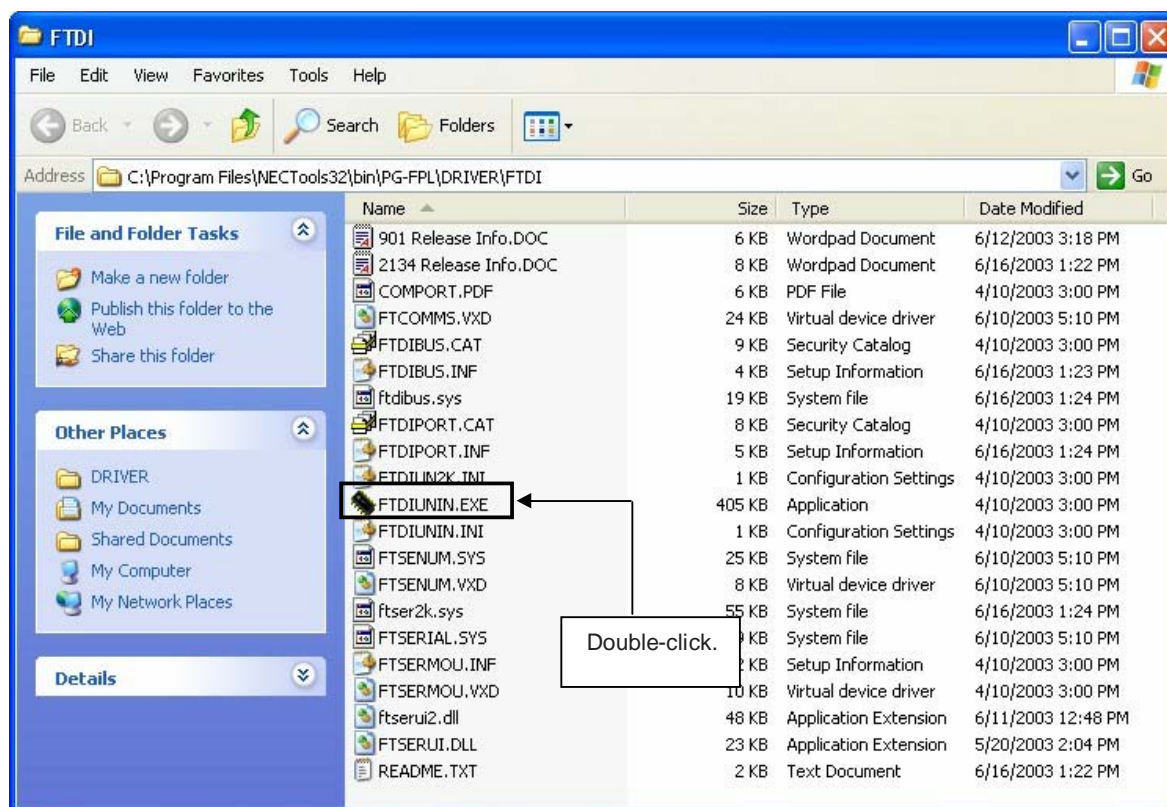 FTDI
File Edit View Favorites Tools Help
Back Search Folders
Address C:\Program Files\NECTools32\bin\PG-FPL\DRIVER\FTDI Go
File and Folder Tasks
Make a new folder
Publish this folder to the
Web
Share this folder
Other Places
DRIVER
My Documents
Shared Documents
My Computer
My Network Places
Details
Name Size Type Date Modified
901 Release Info.DOC 6 KB Wordpad Document 6/12/2003 3:18 PM
2134 Release Info.DOC 8 KB Wordpad Document 6/16/2003 1:22 PM
COMPORT.PDF 6 KB PDF File 4/10/2003 3:00 PM
FTCOMMS.VXD 24 KB Virtual device driver 6/10/2003 5:10 PM
FTDIBUS.CAT 9 KB Security Catalog 4/10/2003 3:00 PM
FTDIBUS.INF 4 KB Setup Information 6/16/2003 1:23 PM
ftdibus.sys 19 KB System file 6/16/2003 1:24 PM
FTDIPORT.CAT 8 KB Security Catalog 4/10/2003 3:00 PM
FTDIPORT.INF 5 KB Setup Information 6/16/2003 1:24 PM
FTDIUN2K.INI 1 KB Configuration Settings 4/10/2003 3:00 PM
FTDIUNIN.EXE 405 KB Application 4/10/2003 3:00 PM
FTDIUNIN.INI 1 KB Configuration Settings 4/10/2003 3:00 PM
FTSENUM.SYS 25 KB System file 6/10/2003 5:10 PM
FTSENUM.VXD 8 KB Virtual device driver 6/10/2003 5:10 PM
ftser2k.sys 55 KB System file 6/16/2003 1:24 PM
FTSERIAL.SYS KB System file 6/10/2003 5:10 PM
FTSERMOU.INF KB Setup Information 4/10/2003 3:00 PM
FTSERMOU.VXD 10 KB Virtual device driver 4/10/2003 3:00 PM
ftserui2.dll 48 KB Application Extension 6/11/2003 12:48 PM
FTSERUI.DLL 23 KB Application Extension 5/20/2003 2:04 PM
README.TXT 2 KB Text Document 6/16/2003 1:22 PM
Double-click.